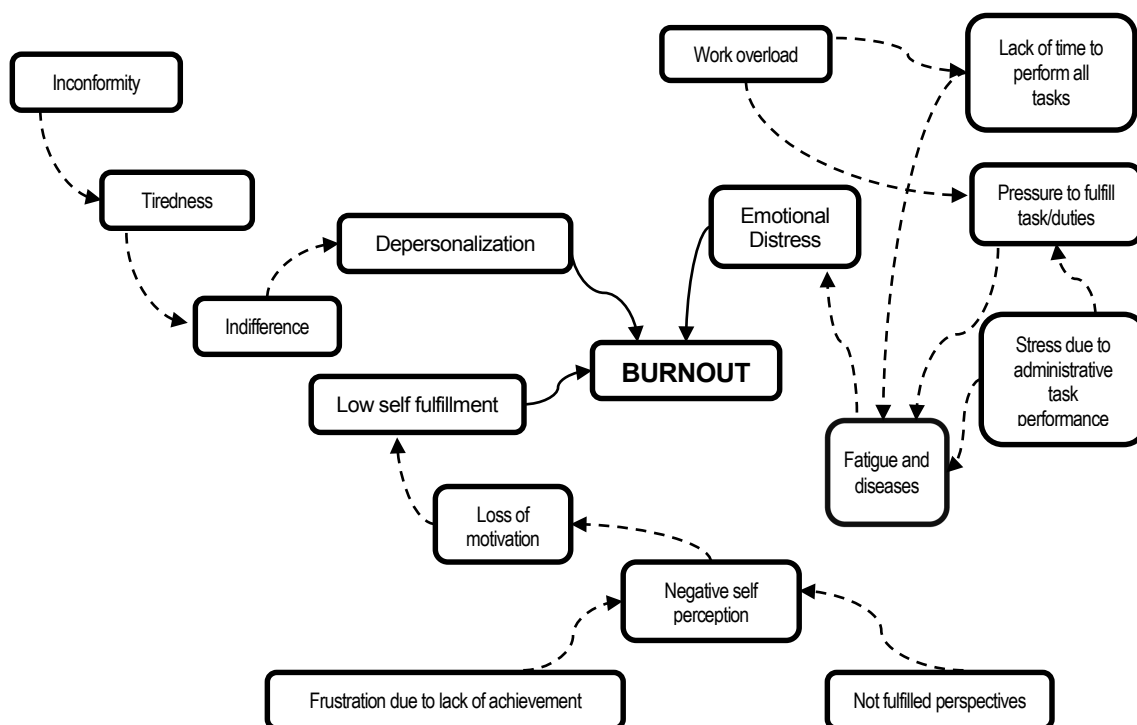 Work overload
Lack of time to
perform all
tasks
Inconformity
Tiredness
Pressure to fulfill
task/duties
Emotional
Distress
Depersonalization
Indifference
BURNOUT
Stress due to
administrative
task
performance
Low self fulfillment
Fatigue and
diseases
Loss of
motivation
Negative self
perception
Frustration due to lack of achievement
Not fulfilled perspectives